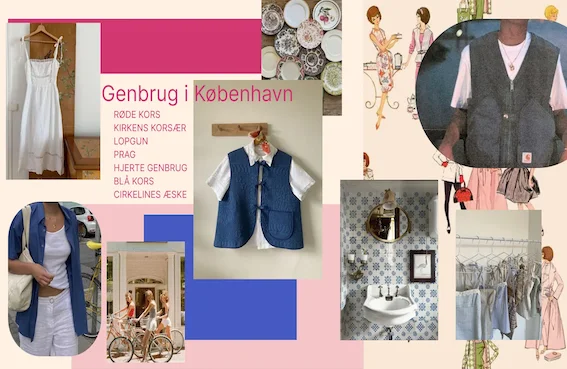 Genbrug i København
RØDE KORS
KIRKENS KORSÆR
LOPGUN
PRAG
HJERTE GENBRUG
BLÅ KORS
CIRKELINES ÆSKE